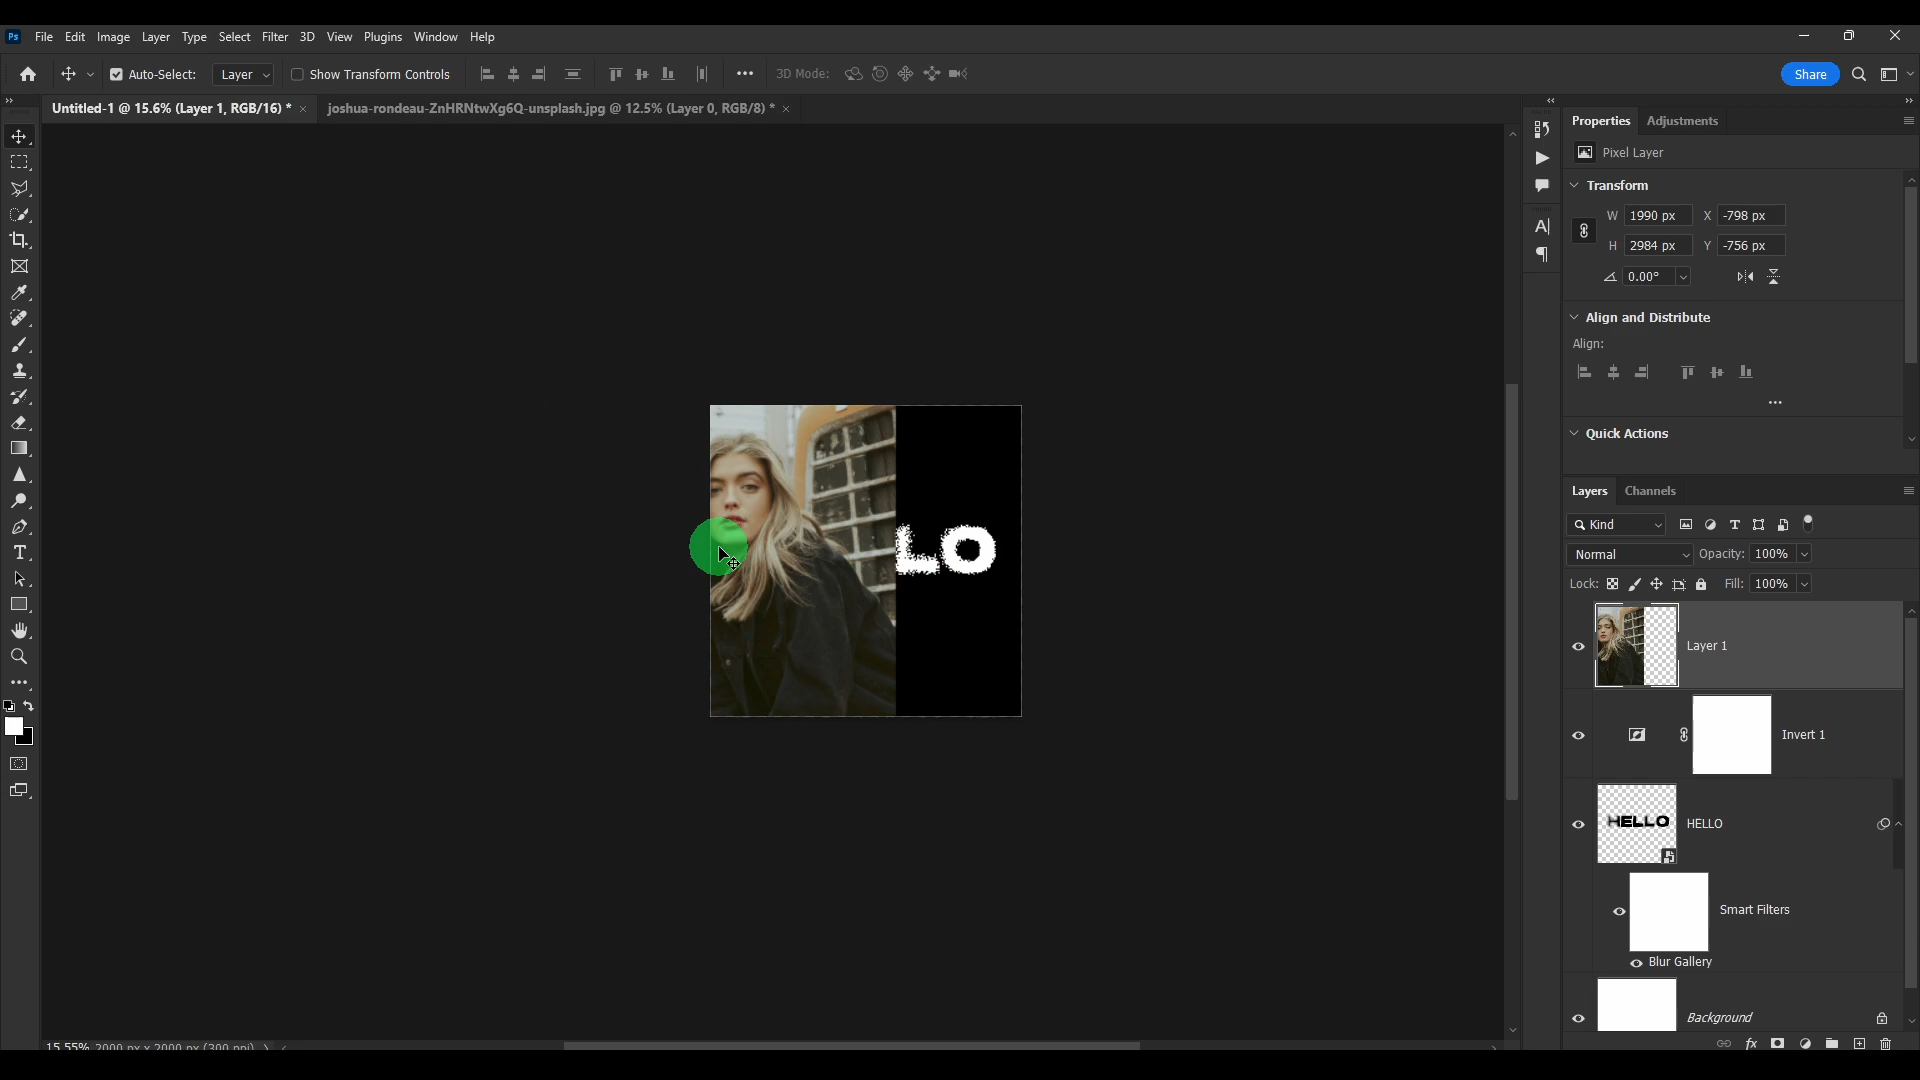 Ps File Edit Image Layer Type Select Filter 3D View Plugins Window Help
Auto-Select: Layer Show Transform Controls 3D Mode: Share
Untitled-1 @ 15.6% (Layer 1, RGB/16) * joshua-rondeau-ZnHRNtwXg6Q-unsplash.jpg @ 12.5% (Layer 0, RGB/8) *
Properties Adjustments
Pixel Layer
Transform
W 1990 px X -798 px
H 2984 px Y -756 px
0.00°
Align and Distribute
Align:
Quick Actions
Layers Channels
Kind
Normal Opacity: 100%
Lock: Fill: 100%
Layer 1
Invert 1
HELLO
HELLO
Smart Filters
Blur Gallery
Background
LO
15.55% 2000 px x 2000 px (300 ppi)